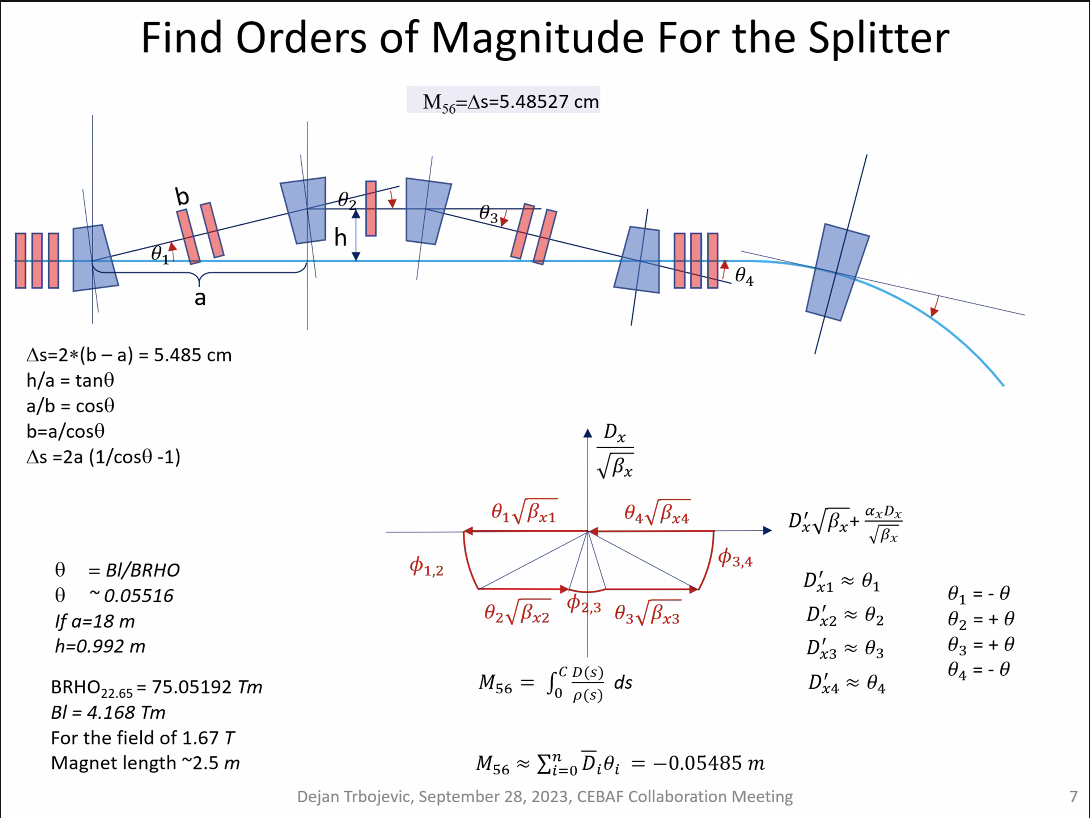 Find Orders of Magnitude For the Splitter
M₅₆=Δs=5.48527 cm
b
θ₁
a
θ₂
h
θ₃
θ₄
Δs=2*(b – a) = 5.485 cm
h/a = tanθ
a/b = cosθ
b=a/cosθ
Δs =2a (1/cosθ -1)
θ = Bl/BRHO
θ ~ 0.05516
If a=18 m
h=0.992 m
BRHO₂₂.₆₅ = 75.05192 Tm
Bl = 4.168 Tm
For the field of 1.67 T
Magnet length ~2.5 m
Dₓ/√βₓ
θ₁√βₓ₁
θ₄√βₓ₄
D′ₓ√βₓ+ αₓDₓ/√βₓ
ϕ₁,₂
ϕ₃,₄
θ₂√βₓ₂
ϕ₂,₃
θ₃√βₓ₃
D′ₓ₁ ≈ θ₁
D′ₓ₂ ≈ θ₂
D′ₓ₃ ≈ θ₃
D′ₓ₄ ≈ θ₄
θ₁ = - θ
θ₂ = + θ
θ₃ = + θ
θ₄ = - θ
M₅₆ = ∫₀ᶜ D(s)/ρ(s) ds
M₅₆ ≈ ∑ⁿᵢ₌₀ D̅ᵢθᵢ = −0.05485 m
Dejan Trbojevic, September 28, 2023, CEBAF Collaboration Meeting
7